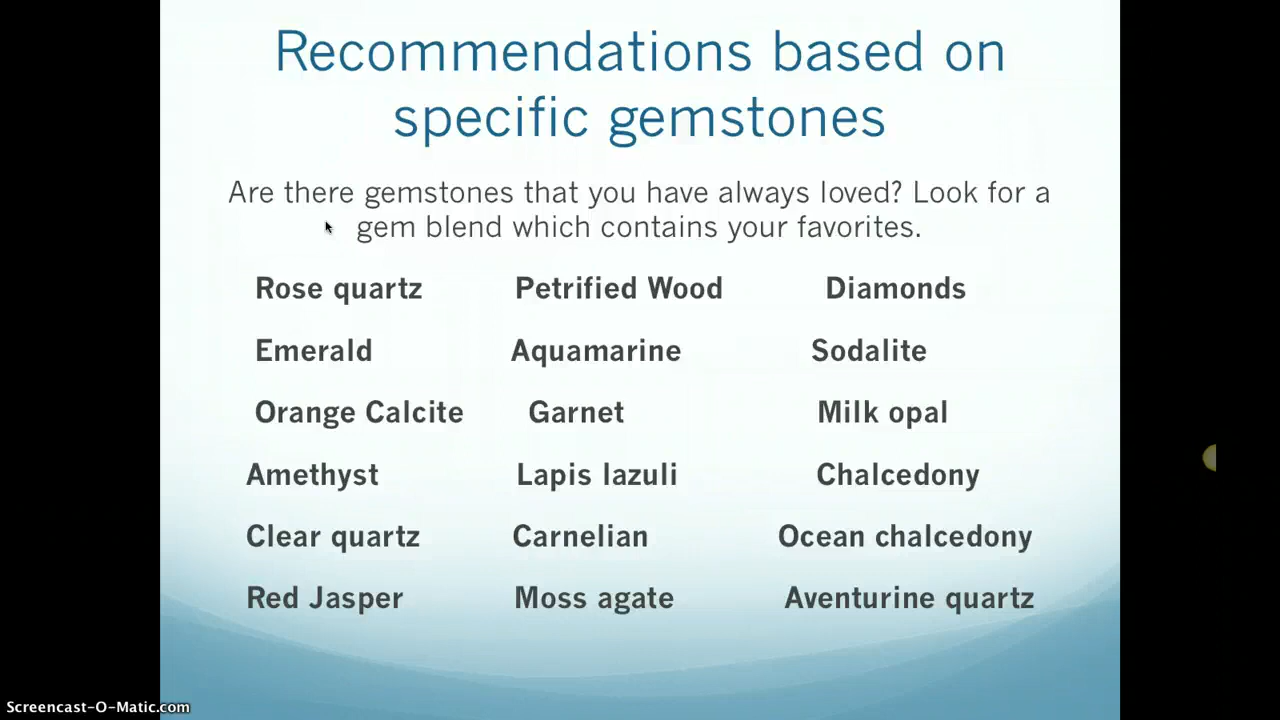 Recommendations based on
specific gemstones
Are there gemstones that you have always loved? Look for a
gem blend which contains your favorites.
Rose quartz Petrified Wood Diamonds
Emerald Aquamarine Sodalite
Orange Calcite Garnet Milk opal
Amethyst Lapis lazuli Chalcedony
Clear quartz Carnelian Ocean chalcedony
Red Jasper Moss agate Aventurine quartz
Screencast-O-Matic.com